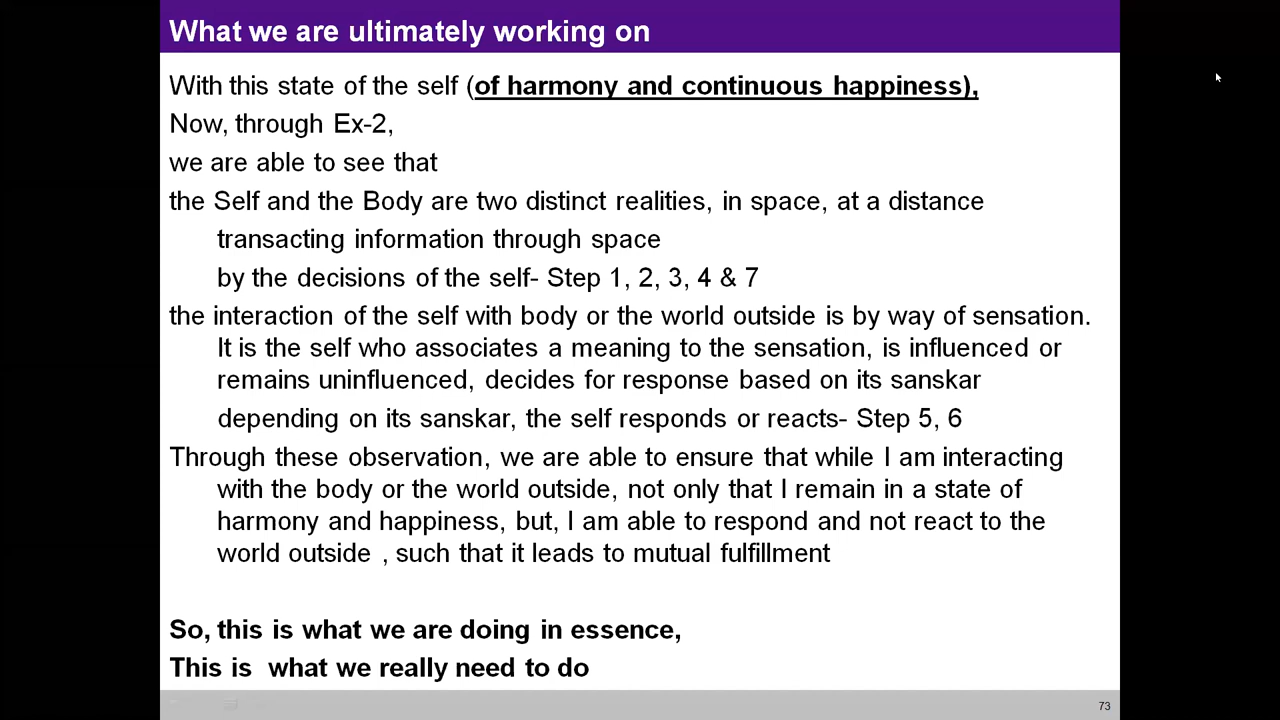 What we are ultimately working on
With this state of the self (of harmony and continuous happiness),
Now, through Ex-2,
we are able to see that
the Self and the Body are two distinct realities, in space, at a distance
transacting information through space
by the decisions of the self- Step 1, 2, 3, 4 & 7
the interaction of the self with body or the world outside is by way of sensation.
It is the self who associates a meaning to the sensation, is influenced or
remains uninfluenced, decides for response based on its sanskar
depending on its sanskar, the self responds or reacts- Step 5, 6
Through these observation, we are able to ensure that while I am interacting
with the body or the world outside, not only that I remain in a state of
harmony and happiness, but, I am able to respond and not react to the
world outside , such that it leads to mutual fulfillment
So, this is what we are doing in essence,
This is  what we really need to do
73